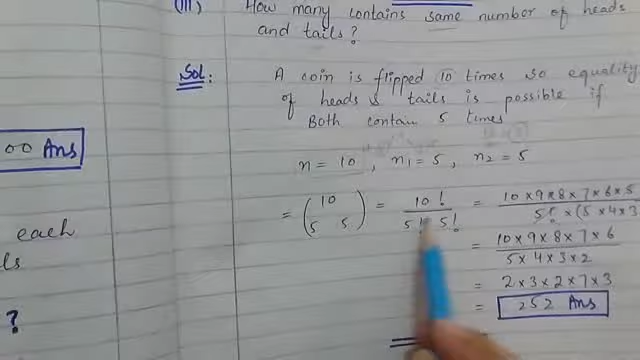 (III) How many contains same number of heads
and tails?
Sol: A coin is flipped 10 times so equality
of heads & tails is possible if
Both contain 5 times
00 Ans
n = 10 , n₁ = 5 , n₂ = 5
= (10 5 5) = 10! / 5! 5! = 10×9×8×7×6×5 / 5! × (5×4×3
each
= 10×9×8×7×6 / 5×4×3×2
ls
= 2×3×2×7×3
? = 252 Ans